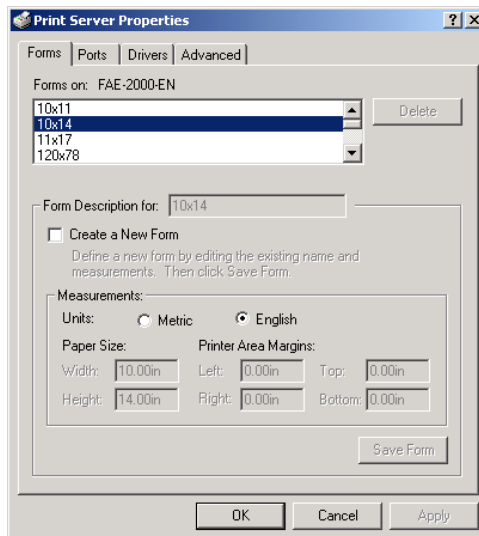 Print Server Properties
Forms Ports Drivers Advanced
Forms on: FAE-2000-EN
10x11
10x14
11x17
120x78
Delete
Form Description for: 10x14
Create a New Form
Define a new form by editing the existing name and
measurements. Then click Save Form.
Measurements:
Units: Metric English
Paper Size: Printer Area Margins:
Width: 10.00in Left: 0.00in Top: 0.00in
Height: 14.00in Right: 0.00in Bottom: 0.00in
Save Form
OK Cancel Apply